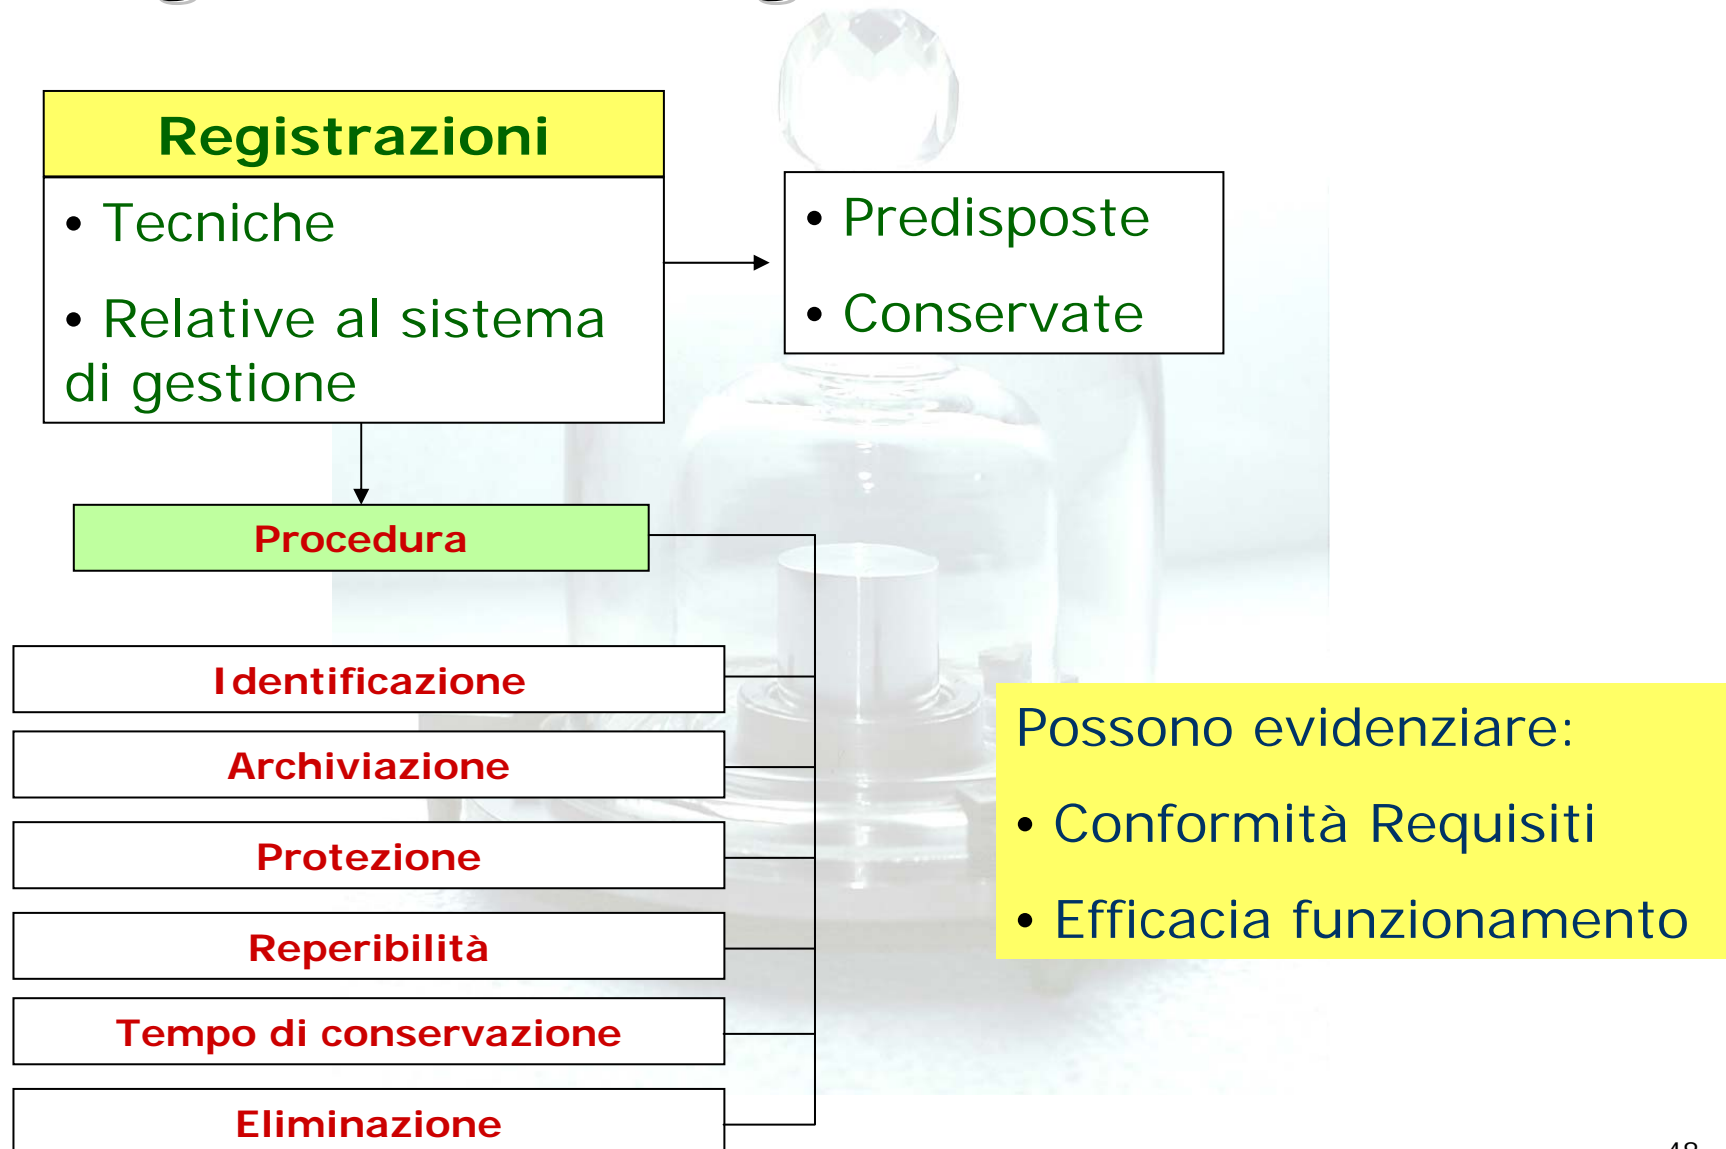 Registrazioni
• Tecniche
• Relative al sistema
di gestione
• Predisposte
• Conservate
Procedura
Identificazione
Archiviazione
Protezione
Reperibilità
Tempo di conservazione
Eliminazione
Possono evidenziare:
• Conformità Requisiti
• Efficacia funzionamento